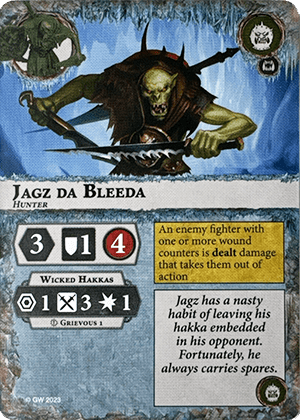 JAGZ DA BLEEDA
HUNTER
3 1 4
An enemy fighter with
one or more wound
counters is dealt damage
that takes them out of
action
WICKED HAKKAS
1 3 1
GRIEVOUS 1
Jagz has a nasty
habit of leaving his
hakka embedded
in his opponent.
Fortunately, he
always carries spares.
© GW 2023